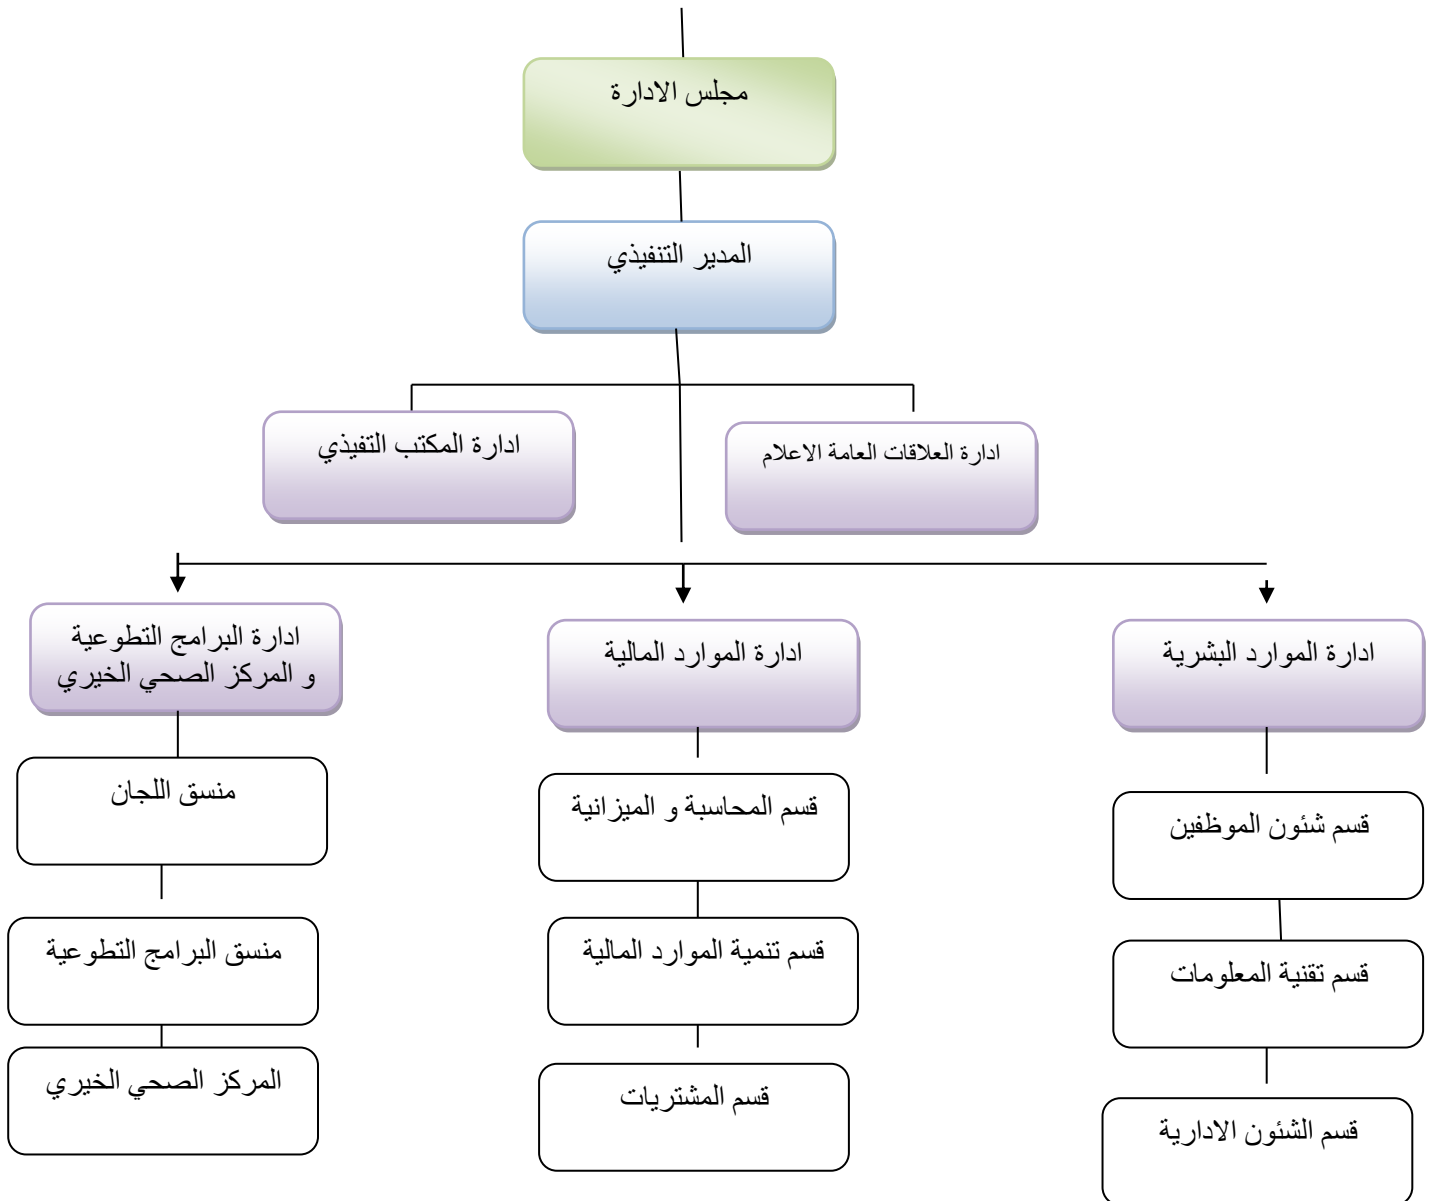 مجلس الادارة
المدير التنفيذي
ادارة العلاقات العامة الاعلام
ادارة المكتب التفيذي
ادارة الموارد البشرية
ادارة الموارد المالية
ادارة البرامج التطوعية
و المركز الصحي الخيري
قسم شئون الموظفين
قسم المحاسبة و الميزانية
منسق اللجان
قسم تقنية المعلومات
قسم تنمية الموارد المالية
منسق البرامج التطوعية
قسم الشئون الادارية
قسم المشتريات
المركز الصحي الخيري